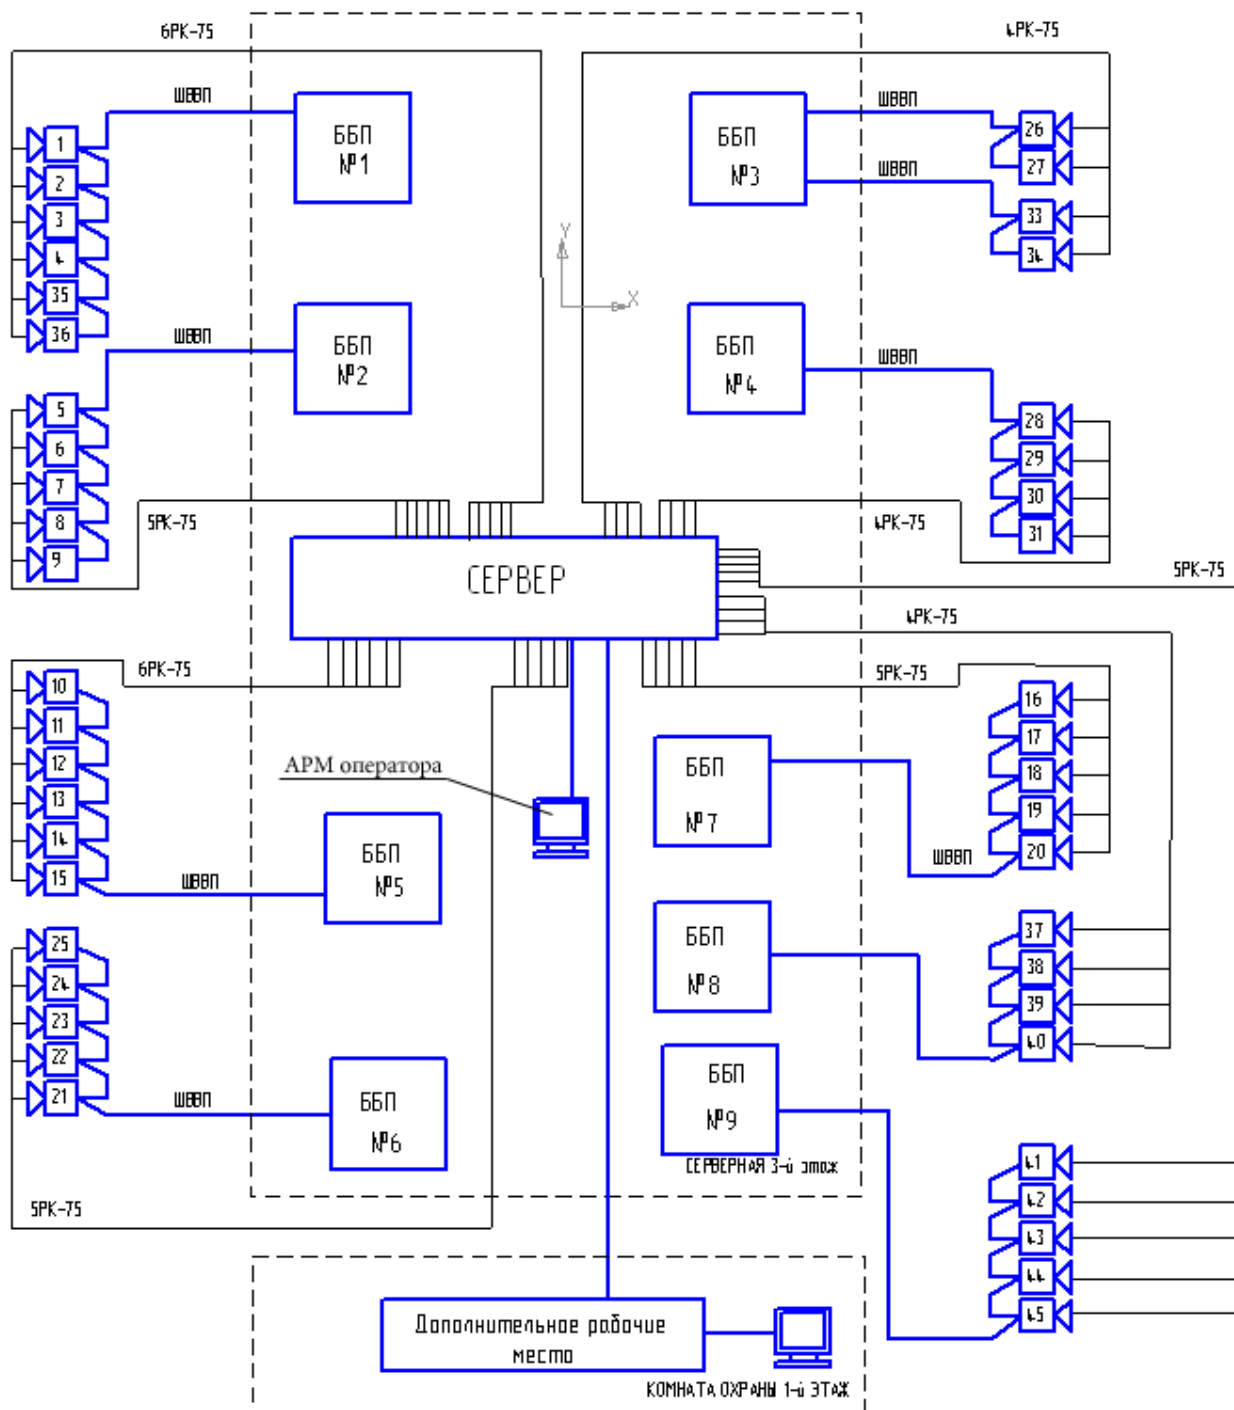 6РК-75
4РК-75
ШВВП
ББП
№1
1
2
3
4
35
36
ББП
№3
ШВВП
ШВВП
26
27
33
34
Y
X
ШВВП
ББП
№2
5
6
7
8
9
ББП
№4
ШВВП
28
29
30
31
5РК-75
4РК-75
СЕРВЕР
5РК-75
4РК-75
6РК-75
5РК-75
10
11
12
13
14
15
16
17
18
19
20
АРМ оператора
ББП
№7
ШВВП
ШВВП
ББП
№5
25
24
23
22
21
ББП
№8
37
38
39
40
ШВВП
ББП
№6
ББП
№9
СЕРВЕРНАЯ 3-й этаж
41
42
43
44
45
5РК-75
Дополнительное рабочие
место
КОМНАТА ОХРАНЫ 1-й ЭТАЖ